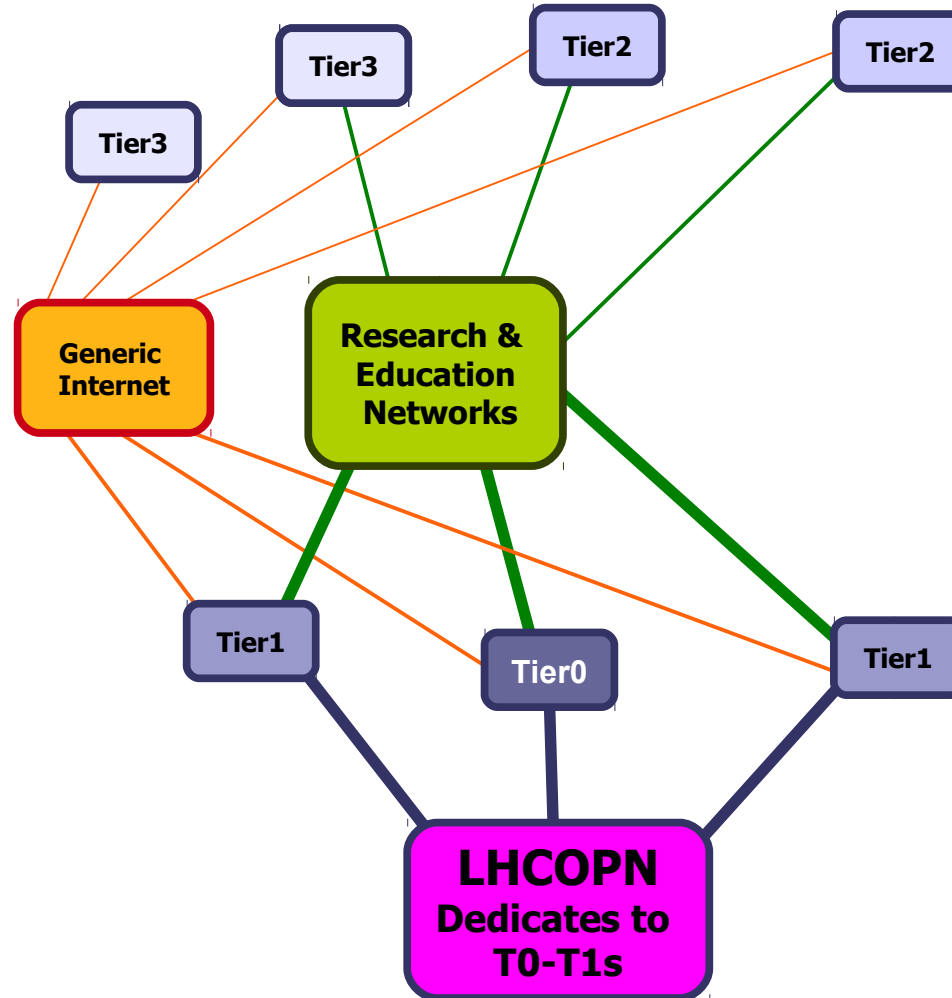 Tier3
Tier3
Tier2
Tier2
Generic
Internet
Research &
Education
Networks
Tier1
Tier0
Tier1
LHCOPN
Dedicates to
T0-T1s